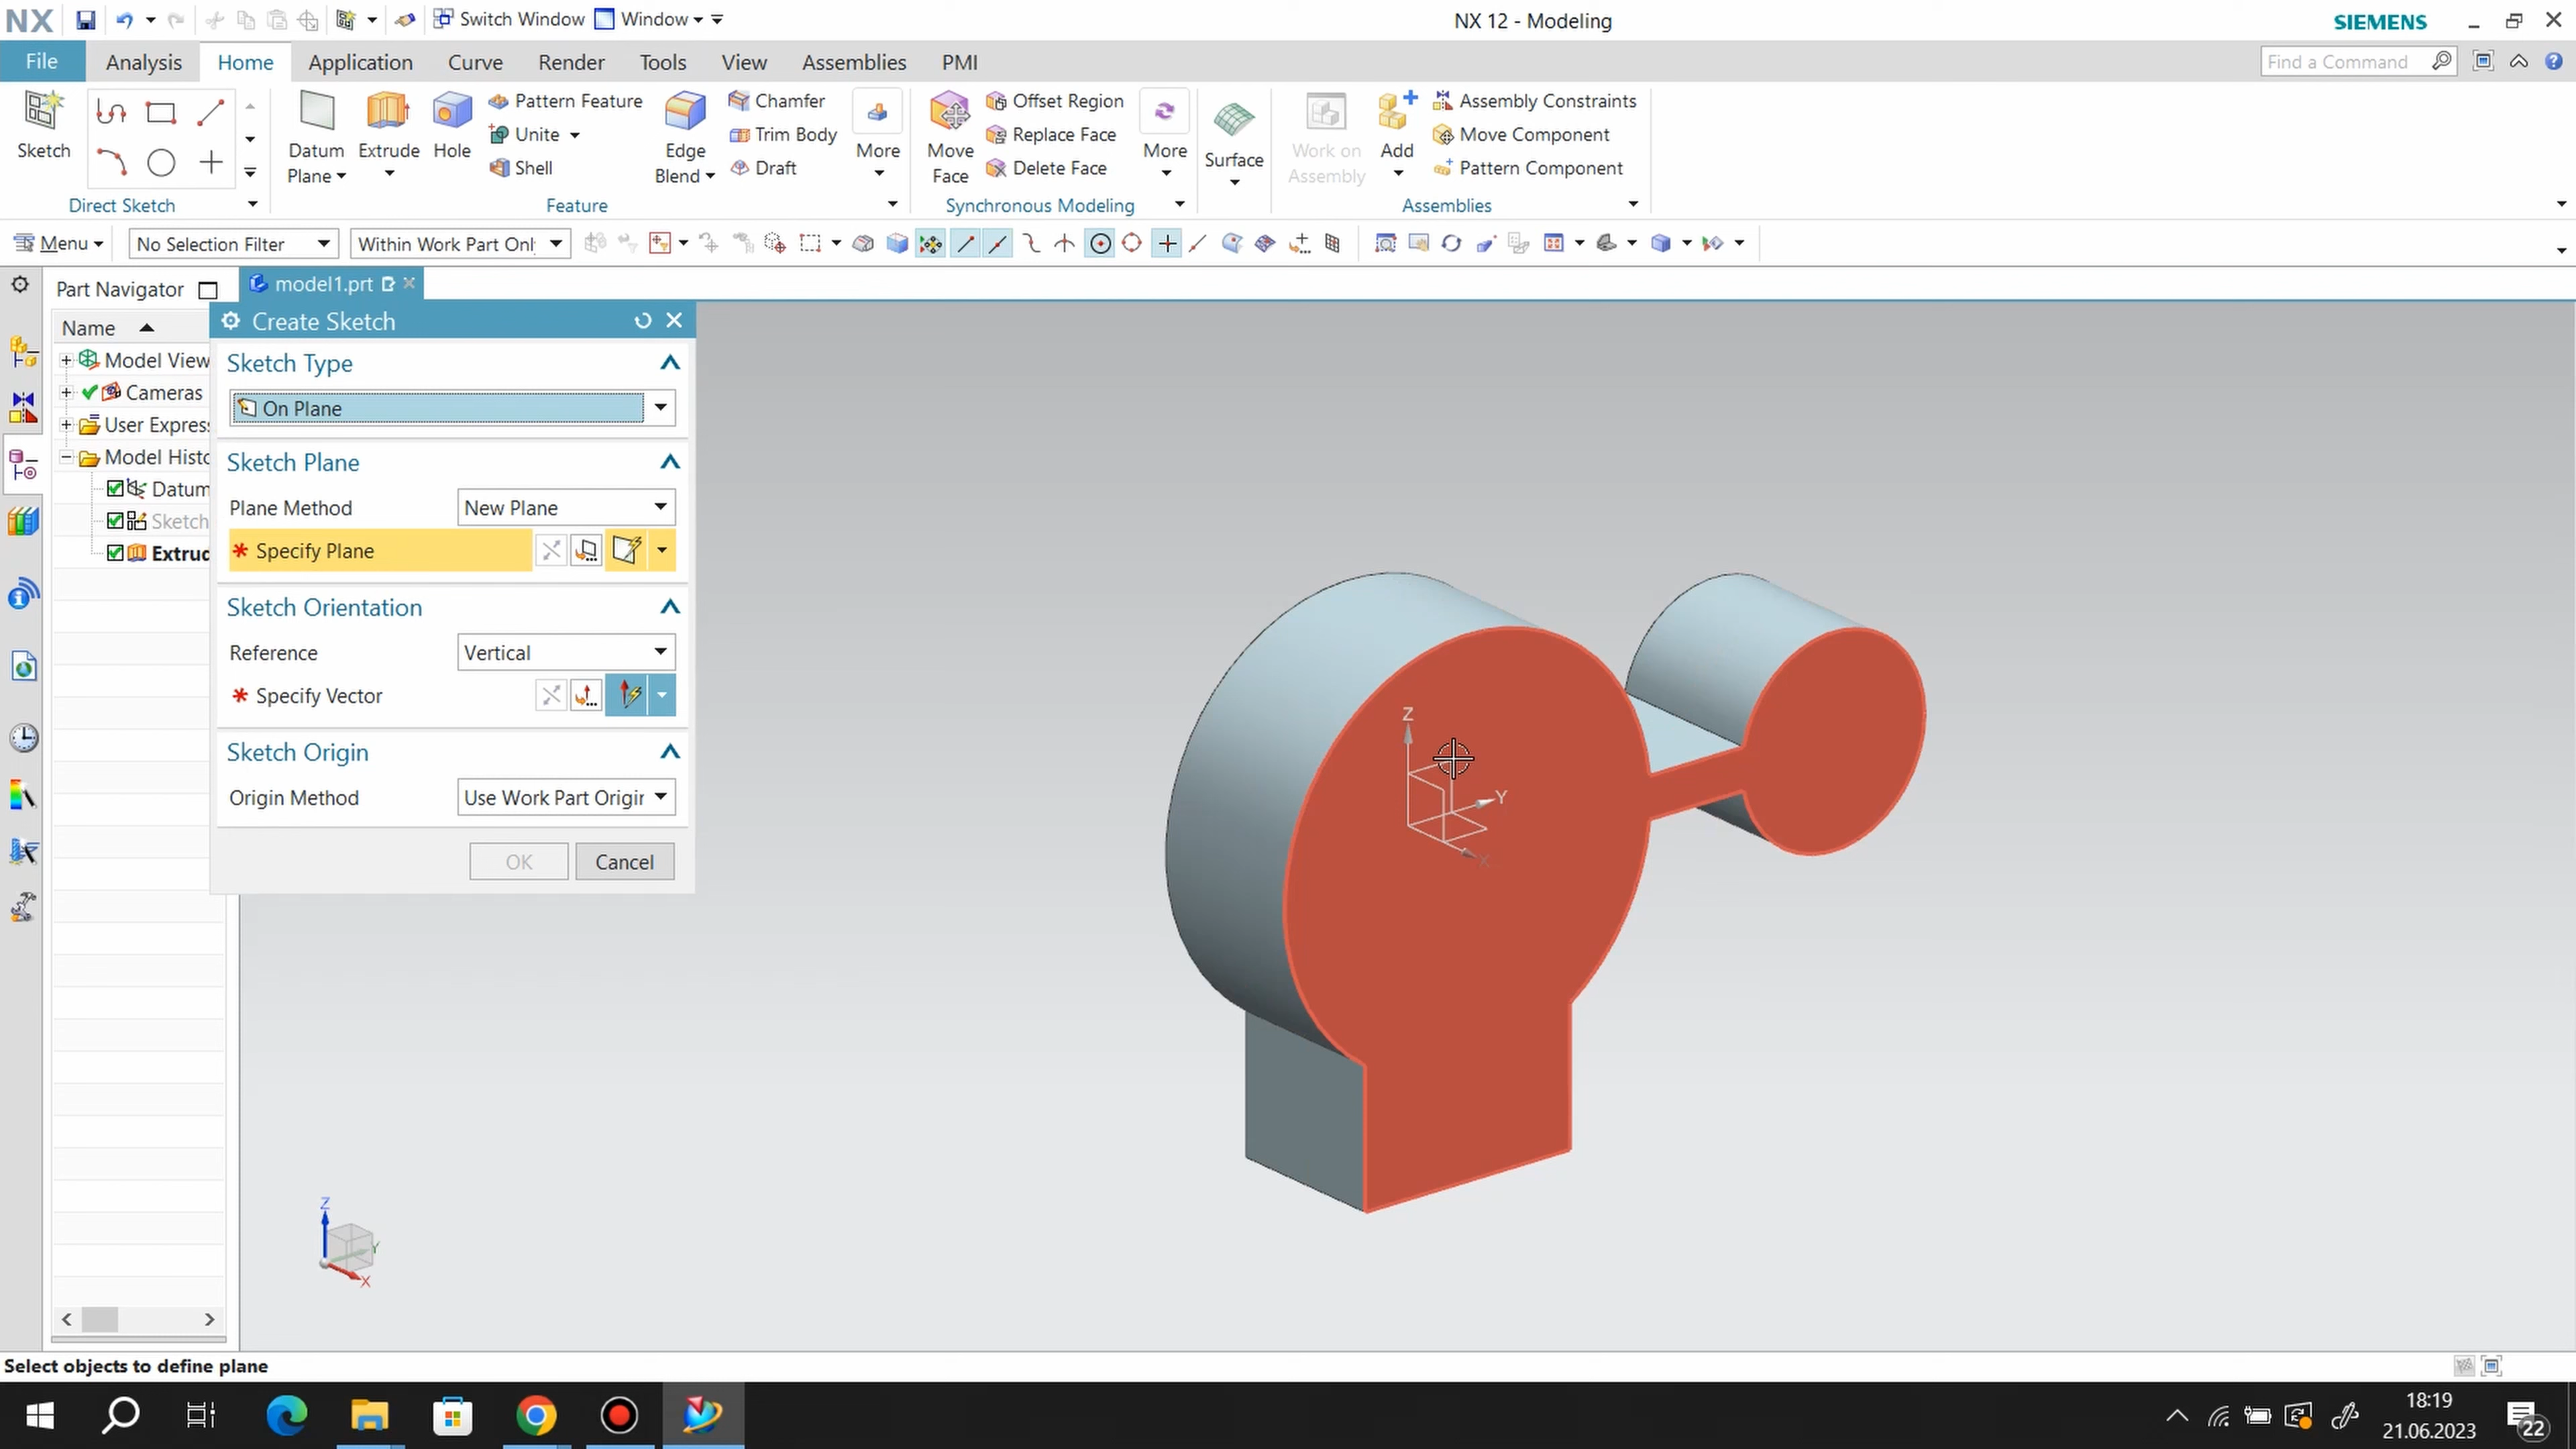 NX
Switch Window
Window
NX 12 - Modeling
SIEMENS
File
Analysis
Home
Application
Curve
Render
Tools
View
Assemblies
PMI
Find a Command
Sketch
Direct Sketch
Datum Plane
Extrude
Hole
Pattern Feature
Unite
Shell
Edge Blend
Chamfer
Trim Body
Draft
More
Feature
Move Face
Offset Region
Replace Face
Delete Face
More
Synchronous Modeling
Surface
Work on Assembly
Add
Assembly Constraints
Move Component
Pattern Component
Assemblies
Menu
No Selection Filter
Within Work Part Onl
Part Navigator
model1.prt
Name
Model View
Cameras
User Express
Model Histo
Datum
Sketch
Extrud
Create Sketch
Sketch Type
On Plane
Sketch Plane
Plane Method
New Plane
* Specify Plane
Sketch Orientation
Reference
Vertical
* Specify Vector
Sketch Origin
Origin Method
Use Work Part Origin
OK
Cancel
Z
Y
X
Z
Y
X
Select objects to define plane
18:19
21.06.2023
22